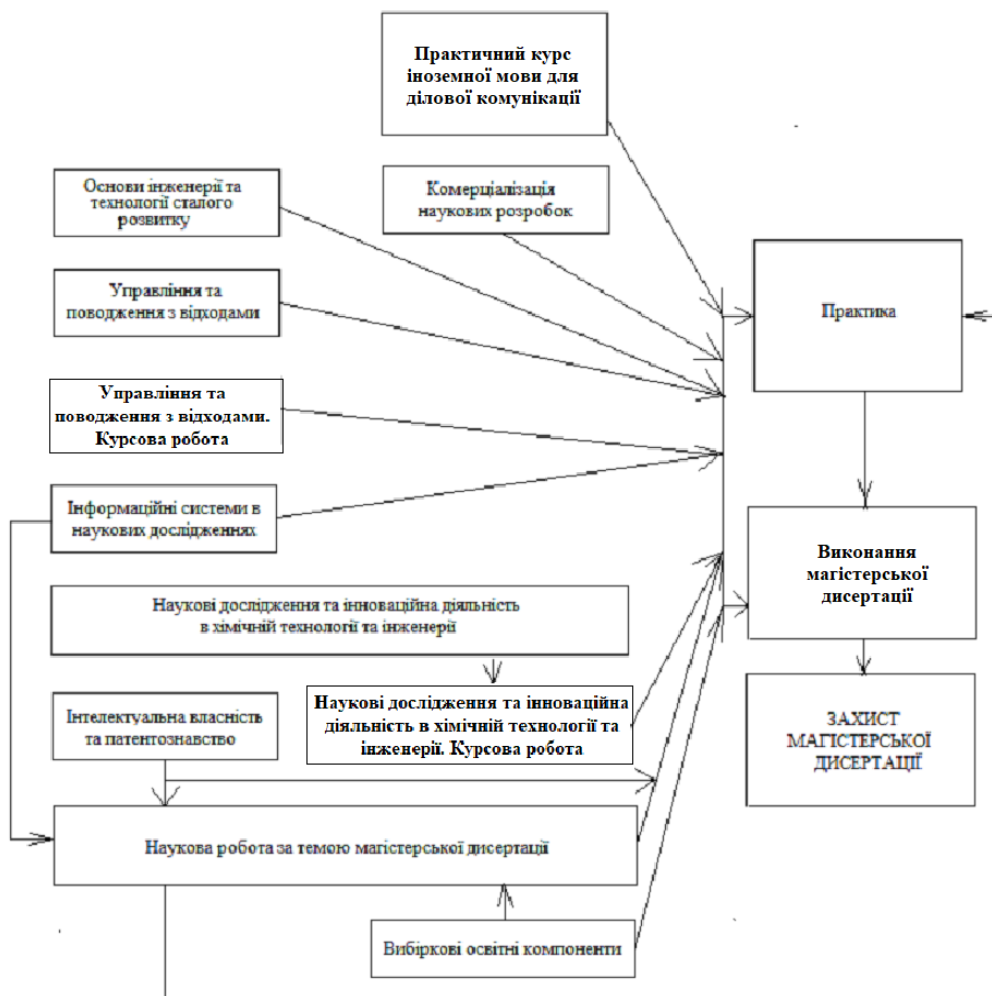 Практичний курс
іноземної мови для
ділової комунікації
Основи інженерії та
технології сталого
розвитку
Комерціалізація
наукових розробок
Управління та
поводження з відходами
Практика
Управління та
поводження з відходами.
Курсова робота
Інформаційні системи в
наукових дослідженнях
Виконання
магістерської
дисертації
Наукові дослідження та інноваційна діяльність
в хімічній технології та інженерії
Наукові дослідження та інноваційна
діяльність в хімічній технології та
інженерії. Курсова робота
Інтелектуальна власність
та патентознавство
ЗАХИСТ
МАГІСТЕРСЬКОЇ
ДИСЕРТАЦІЇ
Наукова робота за темою магістерської дисертації
Вибіркові освітні компоненти